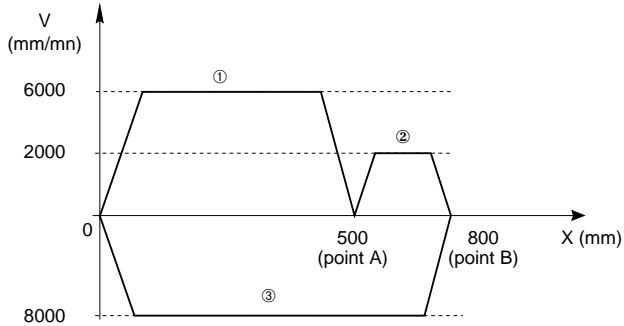 V
(mm/mn)
①
6000
②
2000
0
500
(point A)
800
(point B)
X (mm)
③
8000